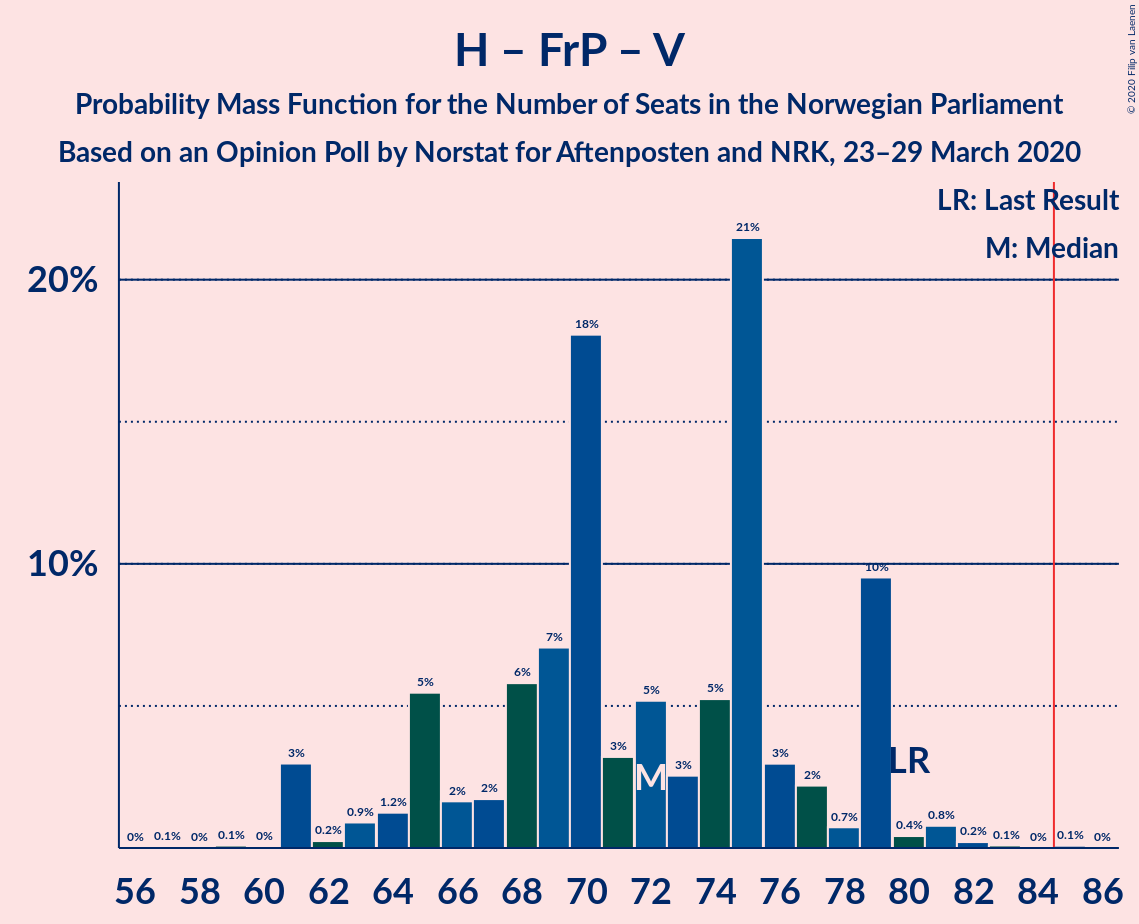 H – FrP – V
Probability Mass Function for the Number of Seats in the Norwegian Parliament
Based on an Opinion Poll by Norstat for Aftenposten and NRK, 23–29 March 2020
© 2020 Filip van Laenen
LR: Last Result
M: Median
20%
10%
0% 0.1% 0% 0.1% 0% 3% 0.2% 0.9% 1.2% 5% 2% 2% 6% 7% 18% 3% 5% 3% 5% 21% 3% 2% 0.7% 10% 0.4% 0.8% 0.2% 0.1% 0% 0.1% 0%
M
LR
56 58 60 62 64 66 68 70 72 74 76 78 80 82 84 86